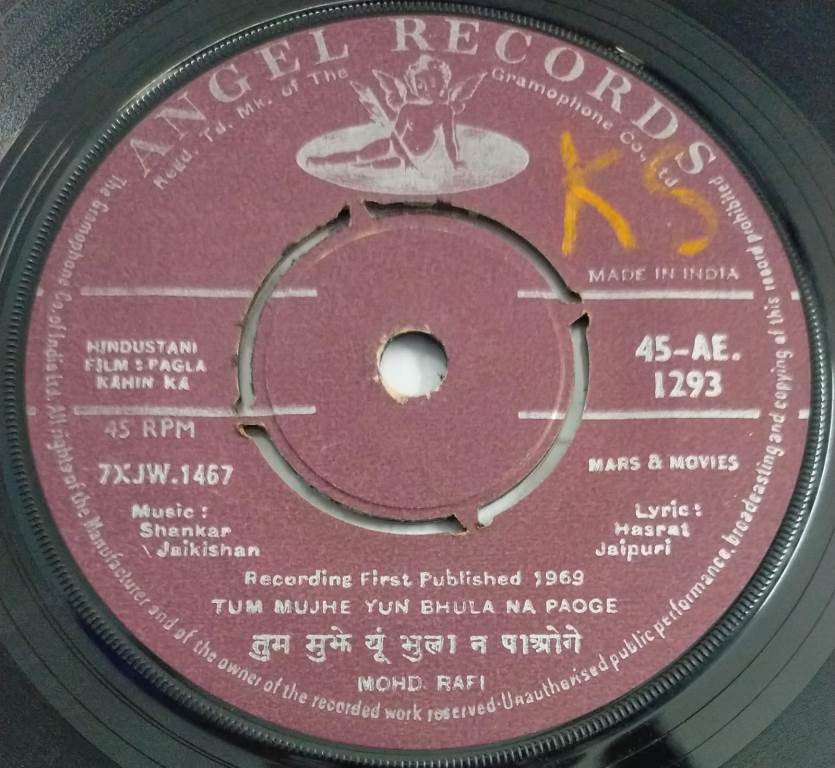 ANGEL RECORDS
Regd. Td. Mk. of The Gramophone Co., Ltd
KS
MADE IN INDIA
HINDUSTANI
FILM : PAGLA
KAHIN KA
45-AE.
1293
45 RPM
7XJW.1467
MARS & MOVIES
Music :
Shankar
Jaikishan
Lyric :
Hasrat
Jaipuri
Recording First Published 1969
TUM MUJHE YUN BHULA NA PAOGE
तुम मुझे यूं भुला न पाओगे
MOHD. RAFI
The Gramophone Co. of India Ltd. All rights of the Manufacturer and of the owner of the recorded work reserved·Unauthorised public performance, broadcasting and copying of this record prohibited